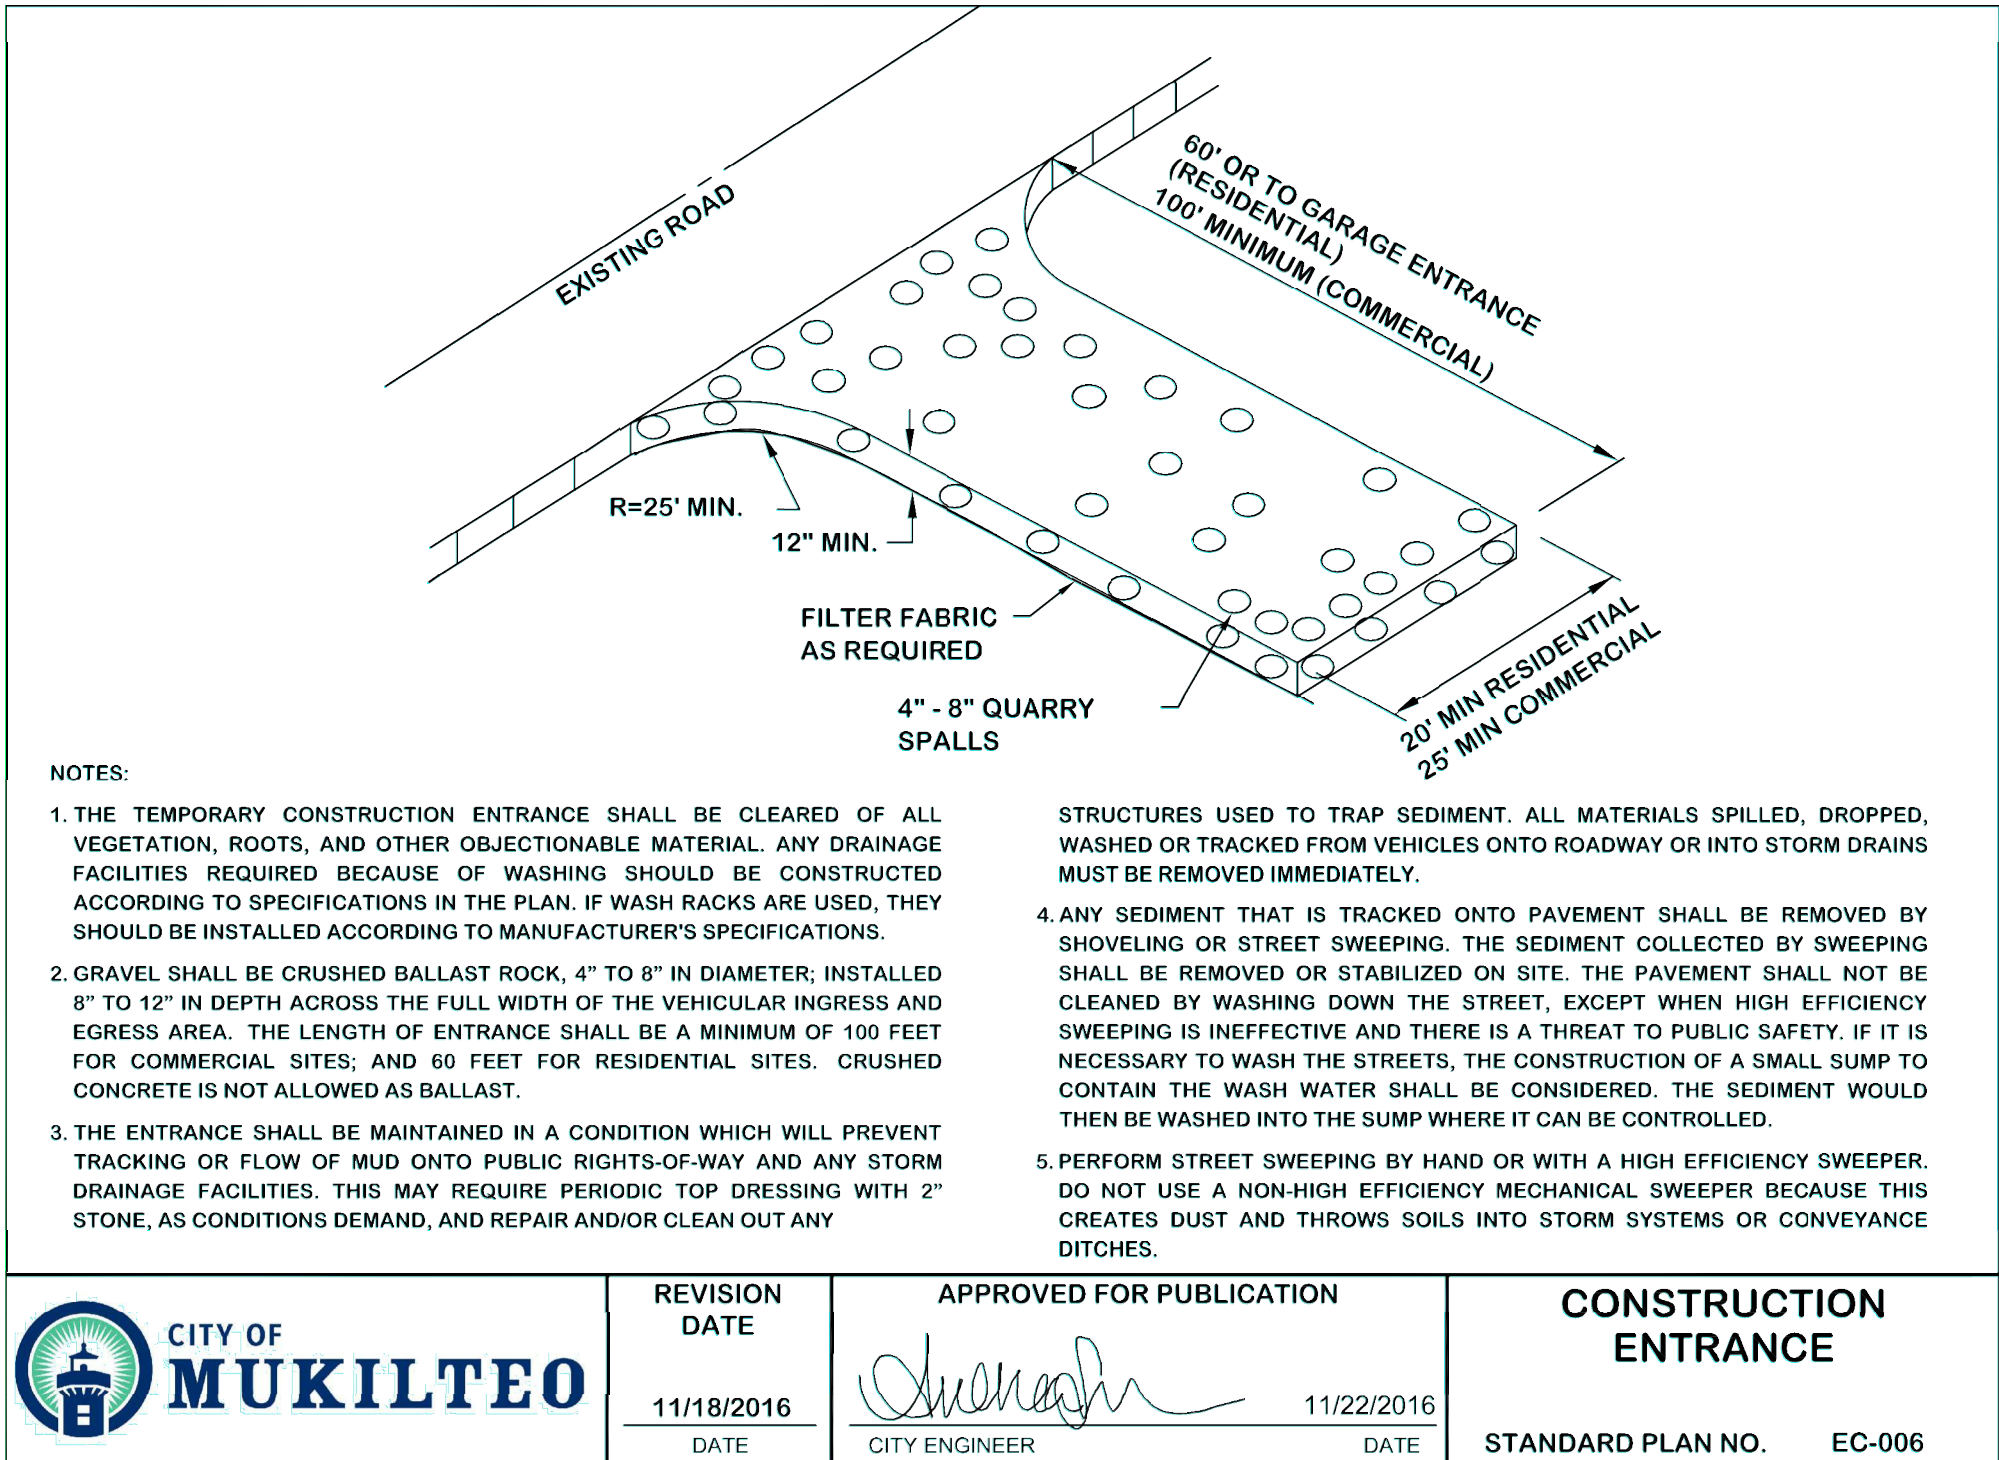 EXISTING ROAD
60' OR TO GARAGE ENTRANCE
(RESIDENTIAL)
100' MINIMUM (COMMERCIAL)
R=25' MIN.
12" MIN.
FILTER FABRIC
AS REQUIRED
4" - 8" QUARRY
SPALLS
20' MIN RESIDENTIAL
25' MIN COMMERCIAL
NOTES:
1. THE TEMPORARY CONSTRUCTION ENTRANCE SHALL BE CLEARED OF ALL
VEGETATION, ROOTS, AND OTHER OBJECTIONABLE MATERIAL. ANY DRAINAGE
FACILITIES REQUIRED BECAUSE OF WASHING SHOULD BE CONSTRUCTED
ACCORDING TO SPECIFICATIONS IN THE PLAN. IF WASH RACKS ARE USED, THEY
SHOULD BE INSTALLED ACCORDING TO MANUFACTURER'S SPECIFICATIONS.
2. GRAVEL SHALL BE CRUSHED BALLAST ROCK, 4” TO 8” IN DIAMETER; INSTALLED
8” TO 12” IN DEPTH ACROSS THE FULL WIDTH OF THE VEHICULAR INGRESS AND
EGRESS AREA. THE LENGTH OF ENTRANCE SHALL BE A MINIMUM OF 100 FEET
FOR COMMERCIAL SITES; AND 60 FEET FOR RESIDENTIAL SITES. CRUSHED
CONCRETE IS NOT ALLOWED AS BALLAST.
3. THE ENTRANCE SHALL BE MAINTAINED IN A CONDITION WHICH WILL PREVENT
TRACKING OR FLOW OF MUD ONTO PUBLIC RIGHTS-OF-WAY AND ANY STORM
DRAINAGE FACILITIES. THIS MAY REQUIRE PERIODIC TOP DRESSING WITH 2”
STONE, AS CONDITIONS DEMAND, AND REPAIR AND/OR CLEAN OUT ANY
STRUCTURES USED TO TRAP SEDIMENT. ALL MATERIALS SPILLED, DROPPED,
WASHED OR TRACKED FROM VEHICLES ONTO ROADWAY OR INTO STORM DRAINS
MUST BE REMOVED IMMEDIATELY.
4. ANY SEDIMENT THAT IS TRACKED ONTO PAVEMENT SHALL BE REMOVED BY
SHOVELING OR STREET SWEEPING. THE SEDIMENT COLLECTED BY SWEEPING
SHALL BE REMOVED OR STABILIZED ON SITE. THE PAVEMENT SHALL NOT BE
CLEANED BY WASHING DOWN THE STREET, EXCEPT WHEN HIGH EFFICIENCY
SWEEPING IS INEFFECTIVE AND THERE IS A THREAT TO PUBLIC SAFETY. IF IT IS
NECESSARY TO WASH THE STREETS, THE CONSTRUCTION OF A SMALL SUMP TO
CONTAIN THE WASH WATER SHALL BE CONSIDERED. THE SEDIMENT WOULD
THEN BE WASHED INTO THE SUMP WHERE IT CAN BE CONTROLLED.
5. PERFORM STREET SWEEPING BY HAND OR WITH A HIGH EFFICIENCY SWEEPER.
DO NOT USE A NON-HIGH EFFICIENCY MECHANICAL SWEEPER BECAUSE THIS
CREATES DUST AND THROWS SOILS INTO STORM SYSTEMS OR CONVEYANCE
DITCHES.
CITY OF
MUKILTEO
REVISION
DATE
11/18/2016
DATE
APPROVED FOR PUBLICATION
11/22/2016
CITY ENGINEER DATE
CONSTRUCTION
ENTRANCE
STANDARD PLAN NO. EC-006